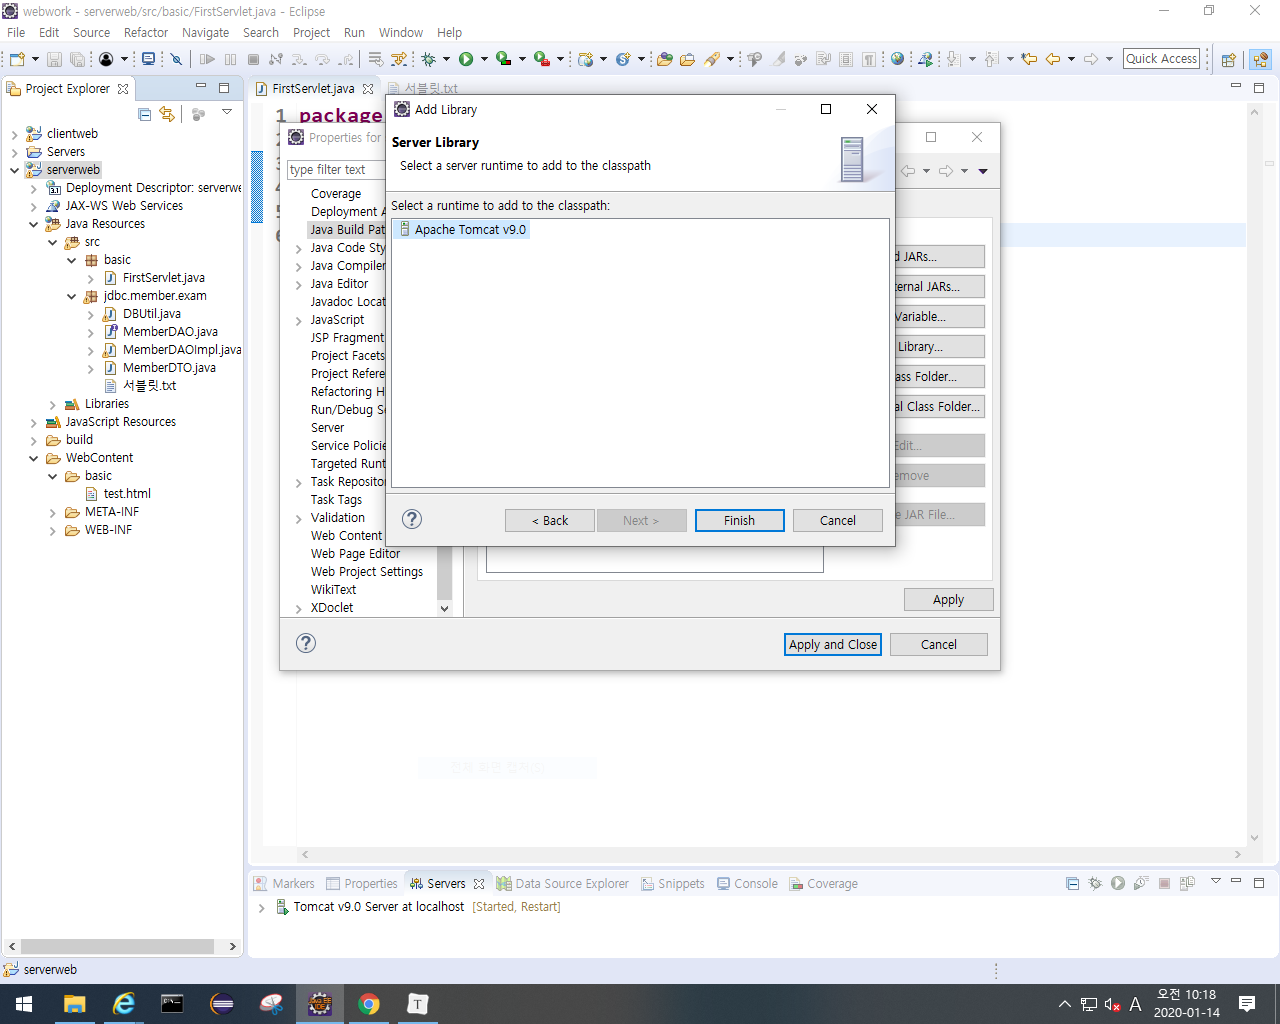 webwork - serverweb/src/basic/FirstServlet.java - Eclipse
File Edit Source Refactor Navigate Search Project Run Window Help
Quick Access
Project Explorer
FirstServlet.java
서블릿.txt
clientweb
Servers
serverweb
Deployment Descriptor: serverwe
JAX-WS Web Services
Java Resources
src
basic
FirstServlet.java
jdbc.member.exam
DBUtil.java
MemberDAO.java
MemberDAOImpl.java
MemberDTO.java
서블릿.txt
Libraries
JavaScript Resources
build
WebContent
basic
test.html
META-INF
WEB-INF
1 package
Properties for
type filter text
Coverage
Deployment A
Java Build Pat
Java Code Sty
Java Compiler
Java Editor
Javadoc Locat
JavaScript
JSP Fragment
Project Facets
Project Refere
Refactoring H
Run/Debug Se
Server
Service Policie
Targeted Runt
Task Reposito
Task Tags
Validation
Web Content
Web Page Editor
Web Project Settings
WikiText
XDoclet
Add Library
Server Library
Select a server runtime to add to the classpath
Select a runtime to add to the classpath:
Apache Tomcat v9.0
< Back Next > Finish Cancel
d JARs...
ternal JARs...
Variable...
Library...
ass Folder...
al Class Folder...
Edit...
emove
e JAR File...
Apply
Apply and Close Cancel
Markers Properties Servers Data Source Explorer Snippets Console Coverage
Tomcat v9.0 Server at localhost [Started, Restart]
serverweb
A
오전 10:18
2020-01-14